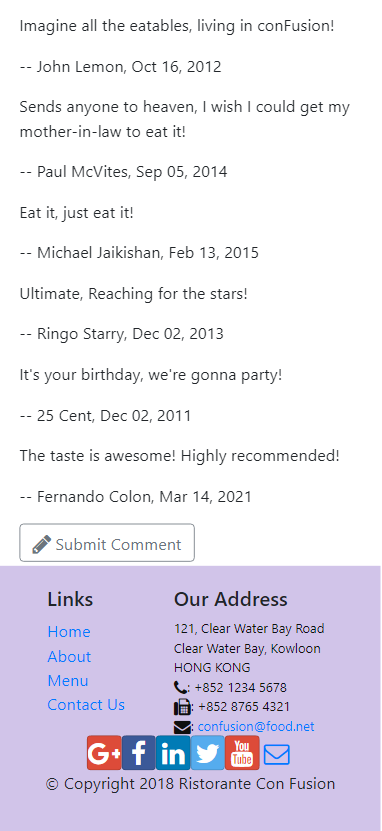 Imagine all the eatables, living in conFusion!
-- John Lemon, Oct 16, 2012
Sends anyone to heaven, I wish I could get my
mother-in-law to eat it!
-- Paul McVites, Sep 05, 2014
Eat it, just eat it!
-- Michael Jaikishan, Feb 13, 2015
Ultimate, Reaching for the stars!
-- Ringo Starry, Dec 02, 2013
It's your birthday, we're gonna party!
-- 25 Cent, Dec 02, 2011
The taste is awesome! Highly recommended!
-- Fernando Colon, Mar 14, 2021
Submit Comment
Links
Home
About
Menu
Contact Us
Our Address
121, Clear Water Bay Road
Clear Water Bay, Kowloon
HONG KONG
: +852 1234 5678
: +852 8765 4321
: confusion@food.net
G+ f in You Tube
© Copyright 2018 Ristorante Con Fusion